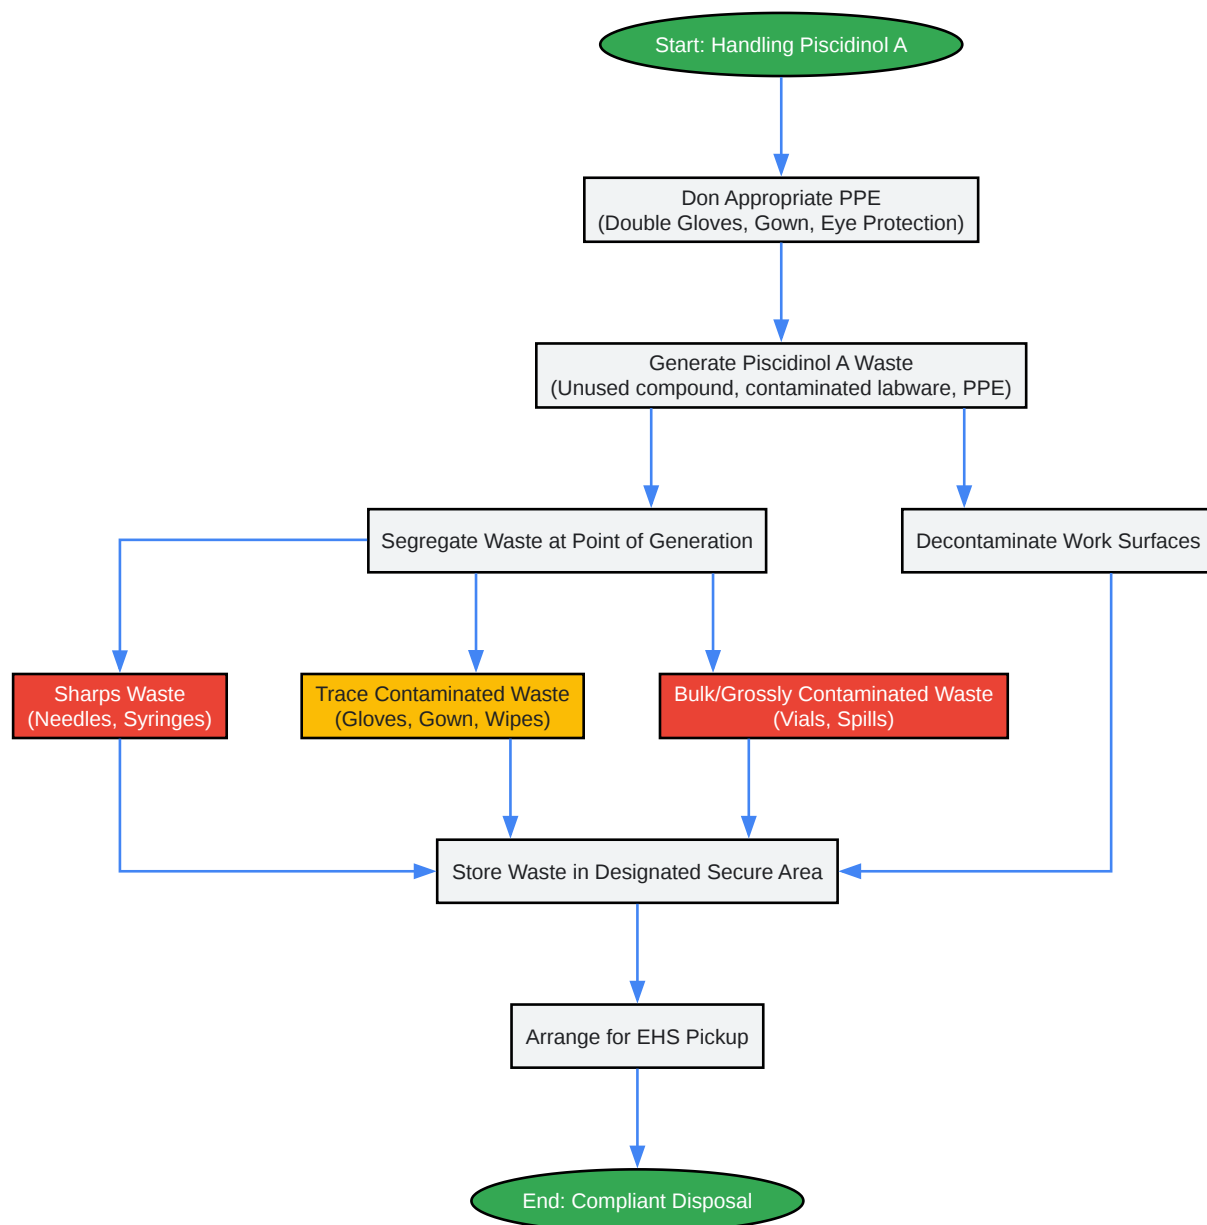 Start: Handling Piscidinol A
Don Appropriate PPE
(Double Gloves, Gown, Eye Protection)
Generate Piscidinol A Waste
(Unused compound, contaminated labware, PPE)
Segregate Waste at Point of Generation
Decontaminate Work Surfaces
Sharps Waste
(Needles, Syringes)
Trace Contaminated Waste
(Gloves, Gown, Wipes)
Bulk/Grossly Contaminated Waste
(Vials, Spills)
Store Waste in Designated Secure Area
Arrange for EHS Pickup
End: Compliant Disposal